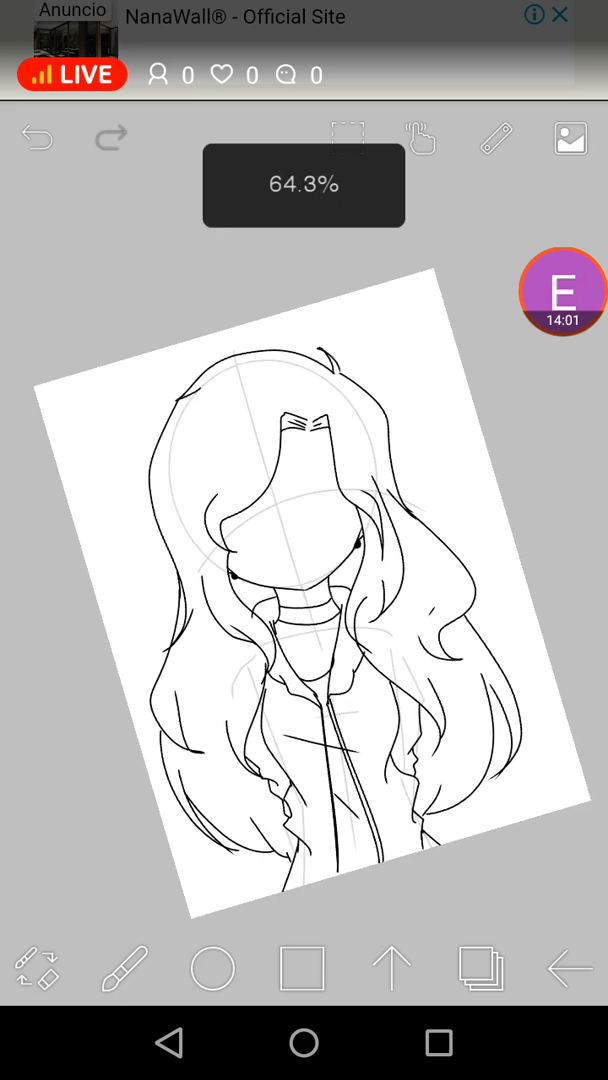 Anuncio
NanaWall® - Official Site
LIVE 0 0 0
64.3%
E
14:01